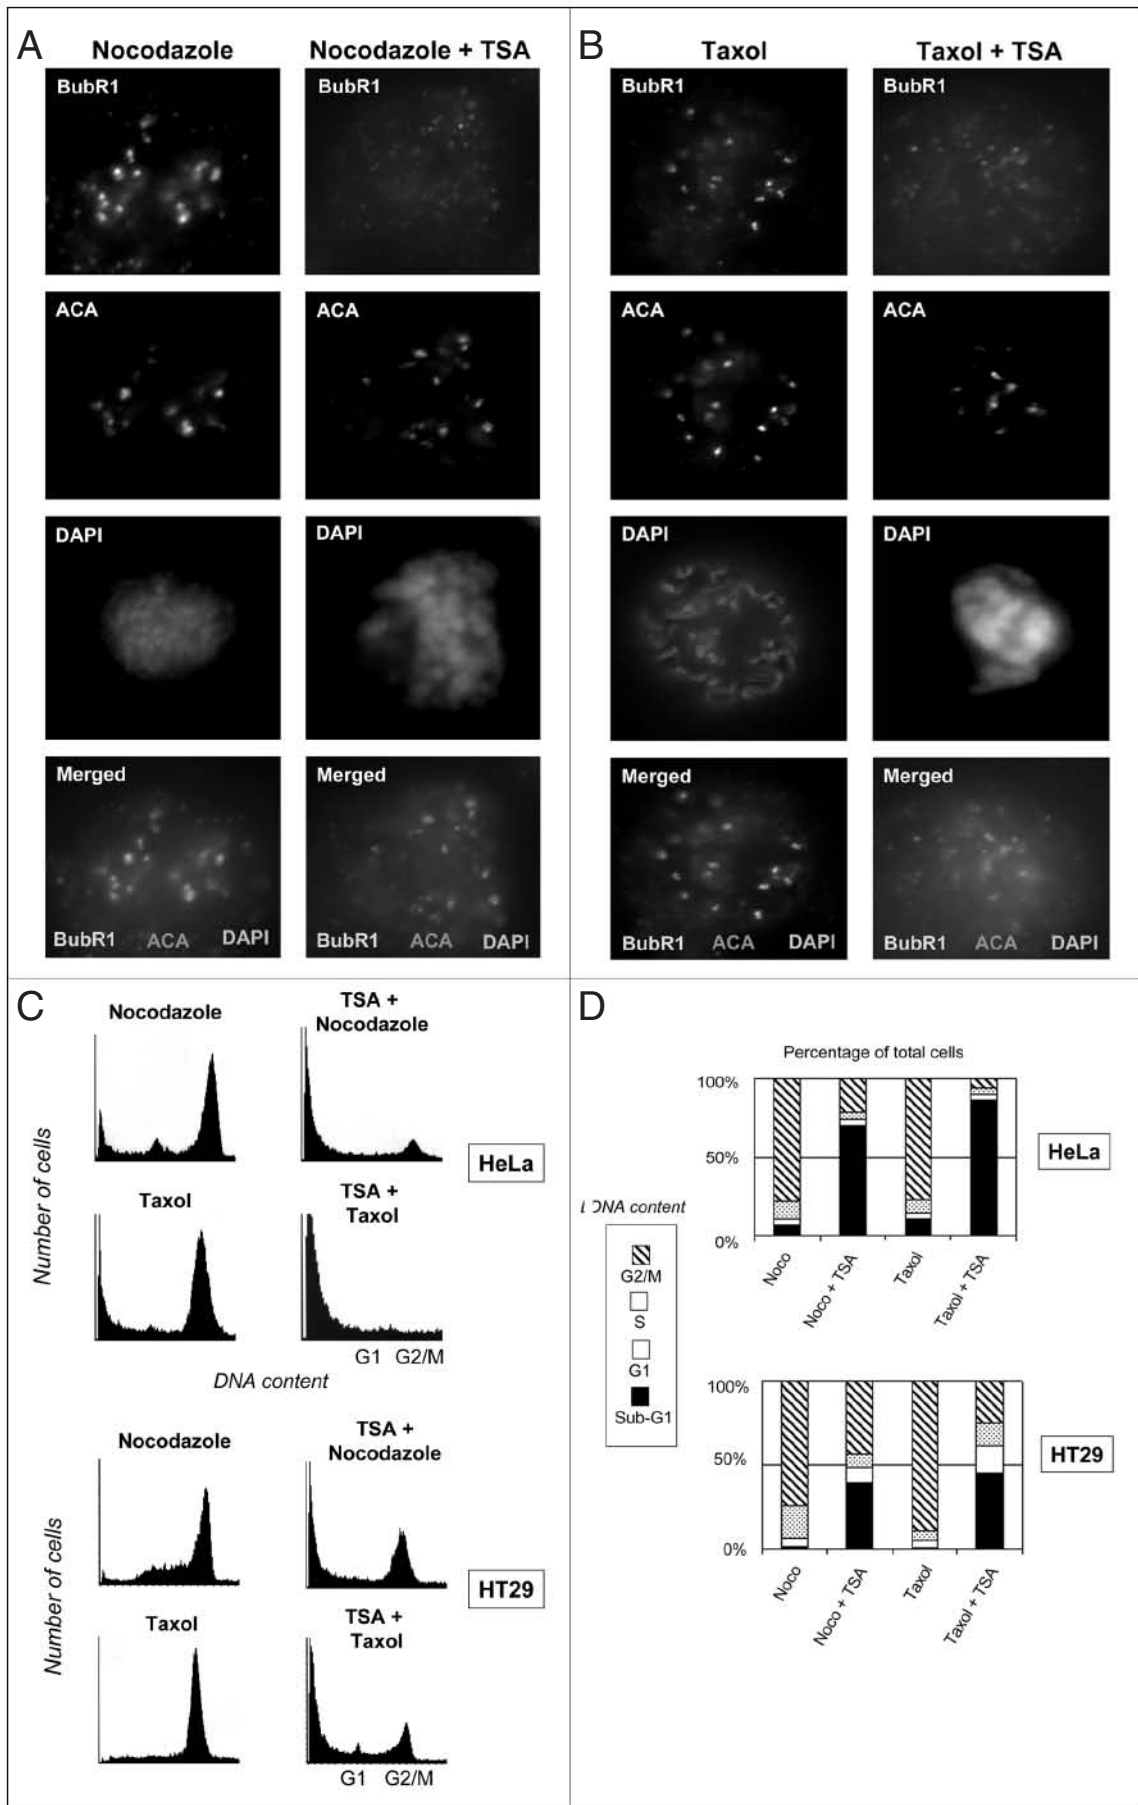 A
Nocodazole
Nocodazole + TSA
BubR1
BubR1
ACA
ACA
DAPI
DAPI
Merged
Merged
BubR1 ACA DAPI
BubR1 ACA DAPI
B
Taxol
Taxol + TSA
BubR1
BubR1
ACA
ACA
DAPI
DAPI
Merged
Merged
BubR1 ACA DAPI
BubR1 ACA DAPI
C
Nocodazole
TSA +
Nocodazole
Number of cells
HeLa
Taxol
TSA +
Taxol
G1 G2/M
DNA content
Nocodazole
TSA +
Nocodazole
Number of cells
HT29
Taxol
TSA +
Taxol
G1 G2/M
D
Percentage of total cells
100%
50%
0%
HeLa
Noco
Noco + TSA
Taxol
Taxol + TSA
DNA content
G2/M
S
G1
Sub-G1
100%
50%
0%
HT29
Noco
Noco + TSA
Taxol
Taxol + TSA